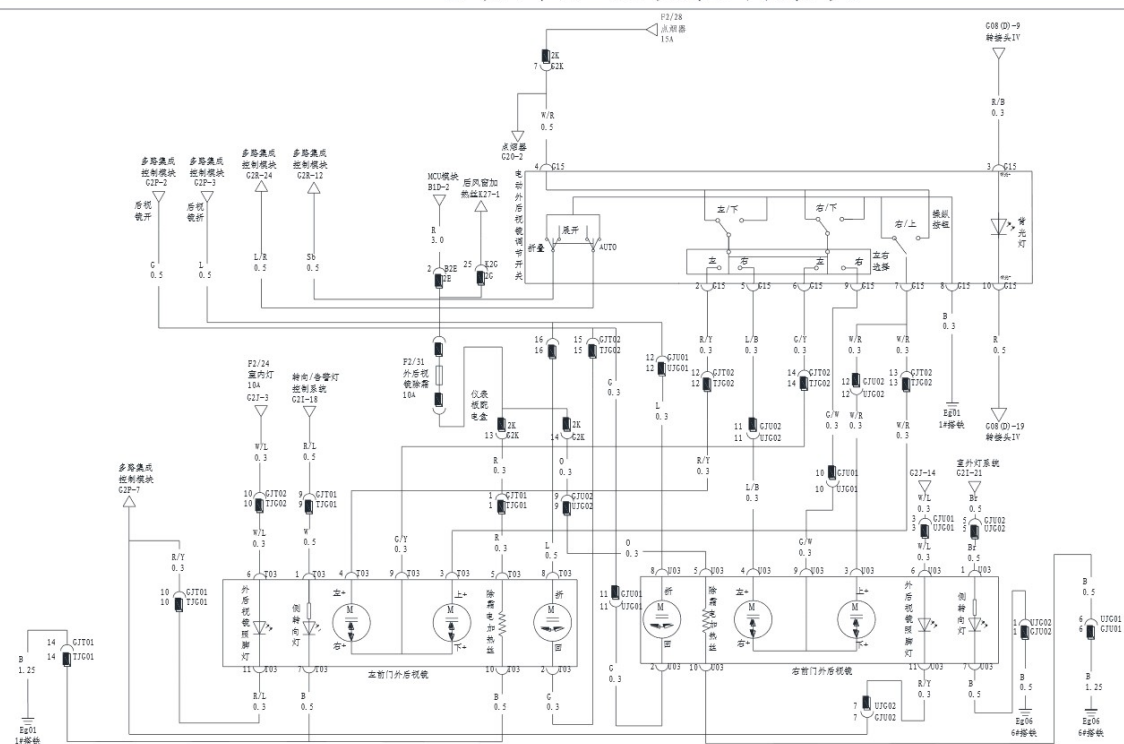 F2/28
点烟器
15A
G08(D)-9
转接头IV
2K
7 G2K
W/R
0.5
R/B
0.3
点烟器
G20-2
4 G15
3 G15
多路集成
控制模块
G2P-2
多路集成
控制模块
G2P-3
多路集成
控制模块
G2R-24
多路集成
控制模块
G2R-12
MCU模块
B1D-2
后风窗加
热丝K27-1
后视
镜开
后视
镜折
电动外后视镜调节开关
折叠
展开
AUTO
左/下
右/下
右/上
操纵
按钮
左 右
左 右
左右
选择
背光灯
R
3.0
G
0.5
L
0.5
L/R
0.5
Sb
0.5
2 B2E
2E
25 K2G
2G
2 G15
5 G15
6 G15
9 G15
7 G15
8 G15
10 G15
R/Y
0.3
L/B
0.3
G/Y
0.3
W/R
0.3
W/R
0.3
B
0.3
R
0.5
16
16
15 GJT02
15 TJG02
12 GJU01
12 UJG01
12 GJT02
12 TJG02
14 GJT02
14 TJG02
12 GJU02
12 UJG02
13 GJT02
13 TJG02
F2/31
外后视
镜除霜
10A
仪表
板配
电盒
F2/24
室内灯
10A
G2J-3
转向/告警灯
控制系统
G2I-18
2K
13 G2K
2K
14 G2K
G
0.3
L
0.3
11 GJU02
11 UJG02
G/W
0.3
W/R
0.3
W/R
0.3
Eg01
1#搭铁
G08(D)-19
转接头IV
多路集成
控制模块
G2P-7
W/L
0.3
R/L
0.5
R
0.3
O
0.3
R/Y
0.3
L/B
0.3
10 GJU01
10 UJG01
G2J-14
室外灯系统
G2I-21
10 GJT02
10 TJG02
9 GJT01
9 TJG01
1 GJT01
1 TJG01
9 GJU02
9 UJG02
W/L
0.3
Br
0.5
3 GJU01
3 UJG01
5 GJU02
5 UJG02
R/Y
0.3
W/L
0.3
W
0.5
G/Y
0.3
R
0.3
L
0.5
O
0.3
G/W
0.3
W/L
0.3
Br
0.5
6 T03
1 T03
4 T03
9 T03
3 T03
5 T03
8 T03
8 U03
5 U03
4 U03
9 U03
3 U03
6 U03
1 U03
10 GJT01
10 TJG01
11 GJU01
11 UJG01
B
0.5
外后视镜照脚灯
侧转向灯
左+
M
右+
上+
M
下+
除霜电加热丝
折
M
回
折
M
回
除霜电加热丝
左+
M
右+
上+
M
下+
外后视镜照脚灯
侧转向灯
1 UJG02
1 GJU02
6 UJG01
6 GJU01
14 GJT01
14 TJG01
左前门外后视镜
右前门外后视镜
11 T03
7 T03
10 T03
2 T03
2 U03
10 U03
11 U03
7 U03
B
1.25
R/L
0.3
B
0.5
B
0.5
G
0.3
G
0.3
R/Y
0.3
B
0.5
B
0.5
B
1.25
7 UJG02
7 GJU02
Eg01
1#搭铁
Eg06
6#搭铁
Eg06
6#搭铁